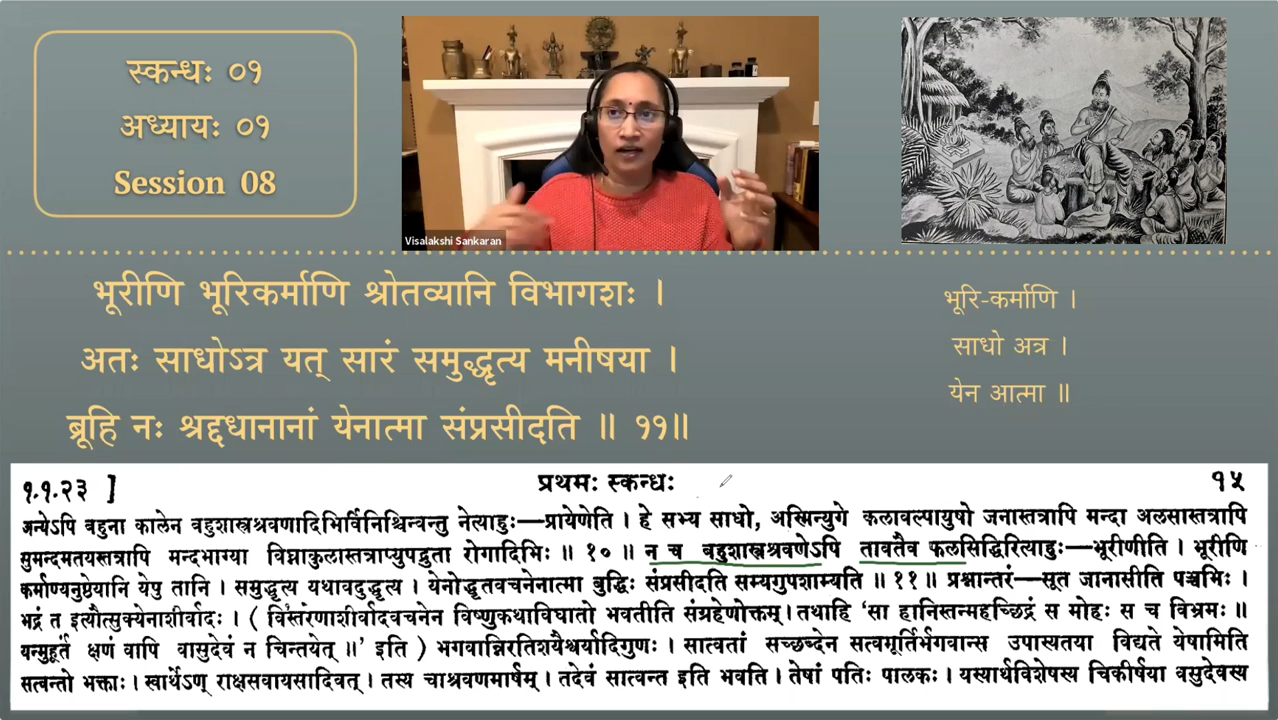 स्कन्धः ०१
अध्यायः ०१
Session 08
Visalakshi Sankaran
भूरीणि भूरिकर्माणि श्रोतव्यानि विभागशः ।
अतः साधोऽत्र यत् सारं समुद्धृत्य मनीषया ।
ब्रूहि नः श्रद्दधानानां येनात्मा संप्रसीदति ॥ ११॥
भूरि-कर्माणि ।
साधो अत्र ।
येन आत्मा ॥
१.१.२३ ]
प्रथमः स्कन्धः
१५
अन्येऽपि बहुना कालेन बहुशास्त्रश्रवणादिभिर्विनिश्चिन्वन्तु नेत्याहुः—प्रायेणेति । हे सभ्य साधो, अस्मिन्युगे कलावल्पायुषो जनास्तत्रापि मन्दा अलसास्तत्रापि
सुमन्दमतयस्तत्रापि मन्दभाग्या विघ्नाकुलास्तत्राप्युपद्रुता रोगादिभिः ॥ १० ॥ न च बहुशास्त्रश्रवणेऽपि तावतैव फलसिद्धिरित्याहुः—भूरीणीति । भूरीणि
कर्माण्यनुष्ठेयानि येषु तानि । समुद्धृत्य यथावदुद्धृत्य । येनोद्धृतवचनेनात्मा बुद्धिः संप्रसीदति सम्यगुपशाम्यति ॥ ११ ॥ प्रश्नान्तरं—सूत जानासीति पञ्चभिः ।
भद्रं त इत्यौत्सुक्येनाशीर्वादः । ( विस्तरेणाशीर्वादवचनेन विष्णुकथाविघातो भवतीति संग्रहेणोक्तम् । तथाहि ‘सा हानिस्तन्महच्छिद्रं स मोहः स च विभ्रमः ॥
यन्मुहूर्तं क्षणं वापि वासुदेवं न चिन्तयेत् ॥’ इति ) भगवान्निरतिशयैश्वर्यादिगुणः । सात्वतां सच्छब्देन सत्वमूर्तिर्भगवान्स उपास्यतया विद्यते येषामिति
सत्वन्तो भक्ताः । स्वार्थेऽण् राक्षसवायसादिवत् । तस्य चाश्रवणमार्षम् । तदेवं सात्वन्त इति भवति । तेषां पतिः पालकः । यस्यार्थविशेषस्य चिकीर्षया वसुदेवस्य